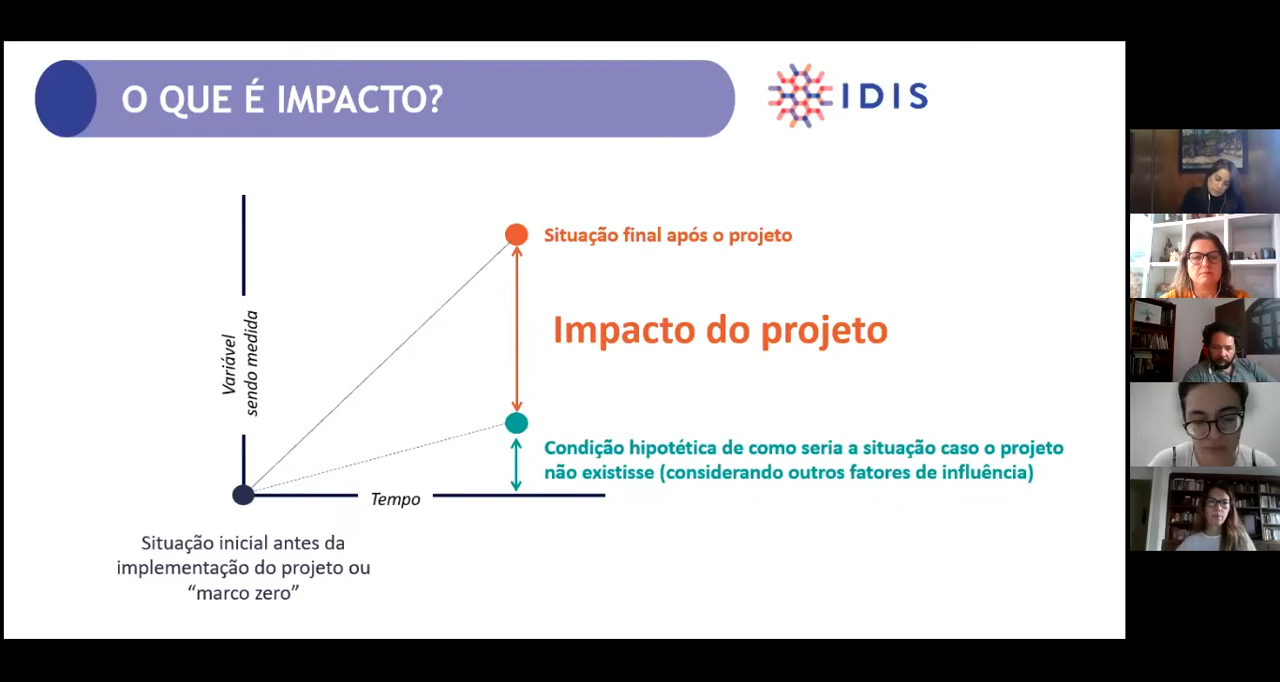 O QUE É IMPACTO?
IDIS
Situação final após o projeto
Impacto do projeto
Variável
sendo medida
Condição hipotética de como seria a situação caso o projeto
não existisse (considerando outros fatores de influência)
Tempo
Situação inicial antes da
implementação do projeto ou
“marco zero”